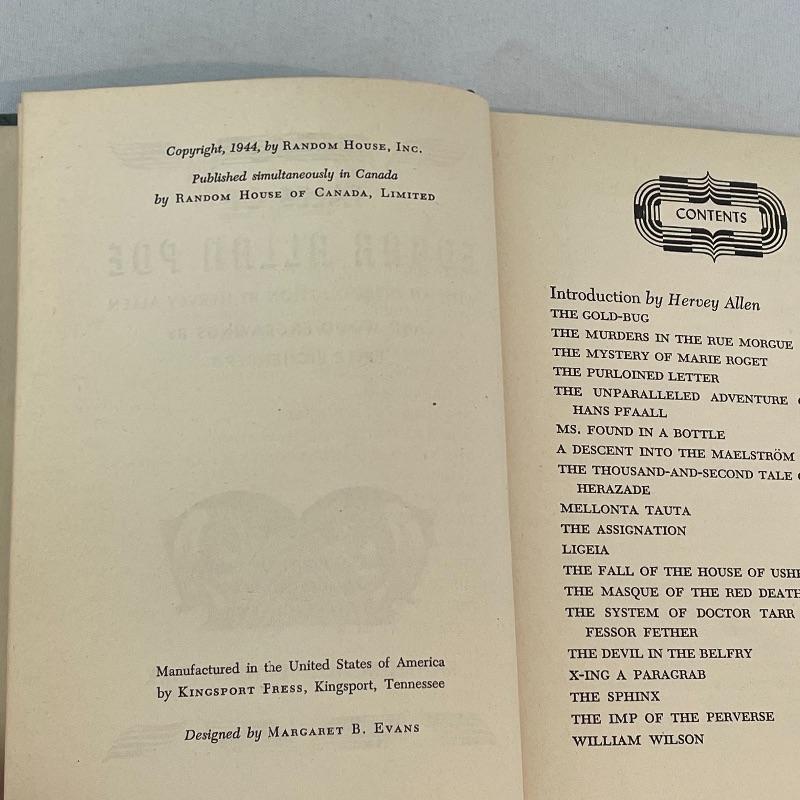 Copyright, 1944, by RANDOM HOUSE, INC.
Published simultaneously in Canada
by RANDOM HOUSE OF CANADA, LIMITED
Manufactured in the United States of America
by KINGSPORT PRESS, Kingsport, Tennessee
Designed by MARGARET B. EVANS
CONTENTS
Introduction by Hervey Allen
THE GOLD-BUG
THE MURDERS IN THE RUE MORGUE
THE MYSTERY OF MARIE ROGET
THE PURLOINED LETTER
THE UNPARALLELED ADVENTURE
HANS PFAALL
MS. FOUND IN A BOTTLE
A DESCENT INTO THE MAELSTRÖM
THE THOUSAND-AND-SECOND TALE
HERAZADE
MELLONTA TAUTA
THE ASSIGNATION
LIGEIA
THE FALL OF THE HOUSE OF USHE
THE MASQUE OF THE RED DEATH
THE SYSTEM OF DOCTOR TARR
FESSOR FETHER
THE DEVIL IN THE BELFRY
X-ING A PARAGRAB
THE SPHINX
THE IMP OF THE PERVERSE
WILLIAM WILSON